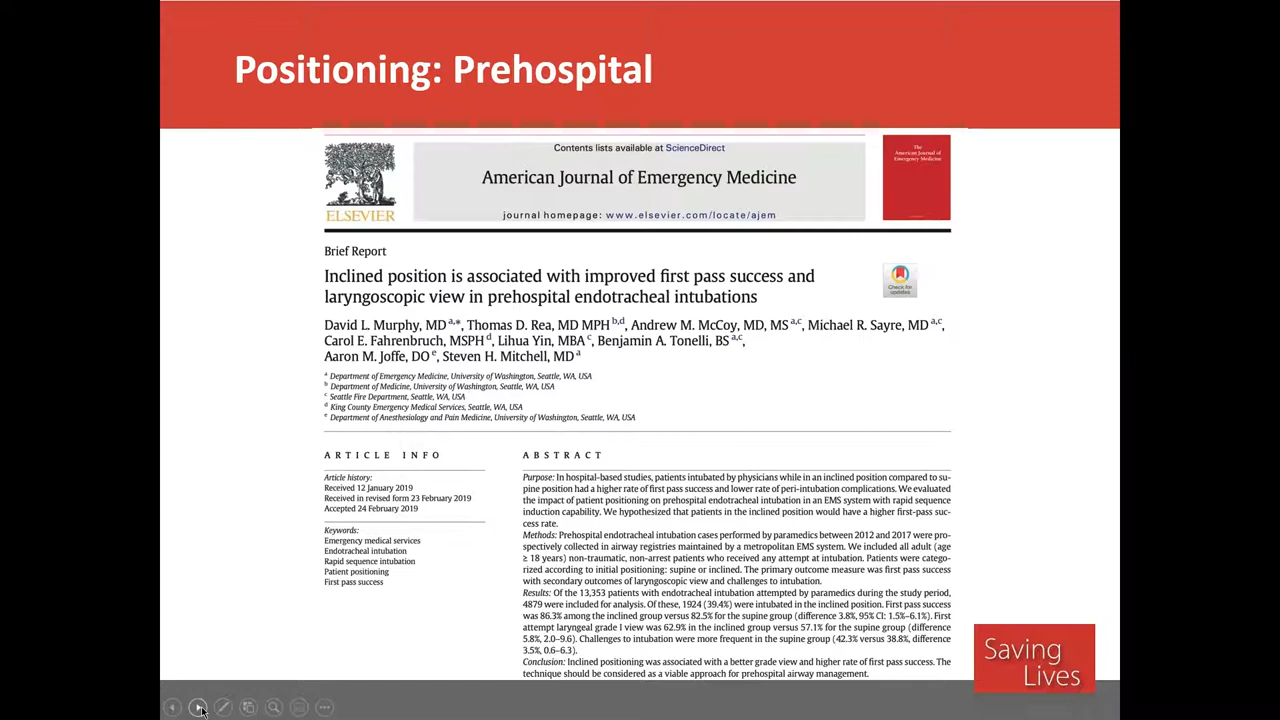 Positioning: Prehospital
Contents lists available at ScienceDirect
American Journal of Emergency Medicine
journal homepage: www.elsevier.com/locate/ajem
ELSEVIER
The
American Journal of
Emergency Medicine
Brief Report
Inclined position is associated with improved first pass success and
laryngoscopic view in prehospital endotracheal intubations
Check for
updates
David L. Murphy, MD a,*, Thomas D. Rea, MD MPH b,d, Andrew M. McCoy, MD, MS a,c, Michael R. Sayre, MD a,c,
Carol E. Fahrenbruch, MSPH d, Lihua Yin, MBA c, Benjamin A. Tonelli, BS a,c,
Aaron M. Joffe, DO e, Steven H. Mitchell, MD a
a Department of Emergency Medicine, University of Washington, Seattle, WA, USA
b Department of Medicine, University of Washington, Seattle, WA, USA
c Seattle Fire Department, Seattle, WA, USA
d King County Emergency Medical Services, Seattle, WA, USA
e Department of Anesthesiology and Pain Medicine, University of Washington, Seattle, WA, USA
ARTICLE INFO
Article history:
Received 12 January 2019
Received in revised form 23 February 2019
Accepted 24 February 2019
Keywords:
Emergency medical services
Endotracheal intubation
Rapid sequence intubation
Patient positioning
First pass success
ABSTRACT
Purpose: In hospital-based studies, patients intubated by physicians while in an inclined position compared to su-
pine position had a higher rate of first pass success and lower rate of peri-intubation complications. We evaluated
the impact of patient positioning on prehospital endotracheal intubation in an EMS system with rapid sequence
induction capability. We hypothesized that patients in the inclined position would have a higher first-pass suc-
cess rate.
Methods: Prehospital endotracheal intubation cases performed by paramedics between 2012 and 2017 were pro-
spectively collected in airway registries maintained by a metropolitan EMS system. We included all adult (age
≥ 18 years) non-traumatic, non-arrest patients who received any attempt at intubation. Patients were catego-
rized according to initial positioning: supine or inclined. The primary outcome measure was first pass success
with secondary outcomes of laryngoscopic view and challenges to intubation.
Results: Of the 13,353 patients with endotracheal intubation attempted by paramedics during the study period,
4879 were included for analysis. Of these, 1924 (39.4%) were intubated in the inclined position. First pass success
was 86.3% among the inclined group versus 82.5% for the supine group (difference 3.8%, 95% CI: 1.5%–6.1%). First
attempt laryngeal grade I view was 62.9% in the inclined group versus 57.1% for the supine group (difference
5.8%, 2.0–9.6). Challenges to intubation were more frequent in the supine group (42.3% versus 38.8%, difference
3.5%, 0.6–6.3).
Conclusion: Inclined positioning was associated with a better grade view and higher rate of first pass success. The
technique should be considered as a viable approach for prehospital airway management.
Saving
Lives